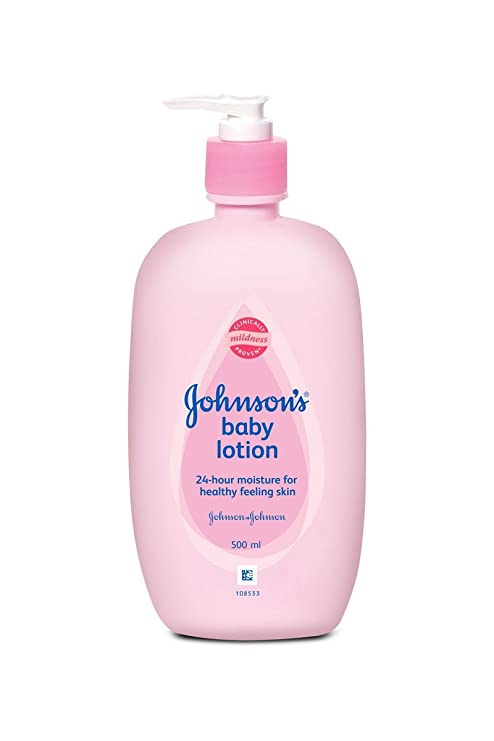 CLINICALLY
mildness
PROVEN®
Johnson's®
baby
lotion
24-hour moisture for
healthy feeling skin
Johnson & Johnson
500 ml
108533